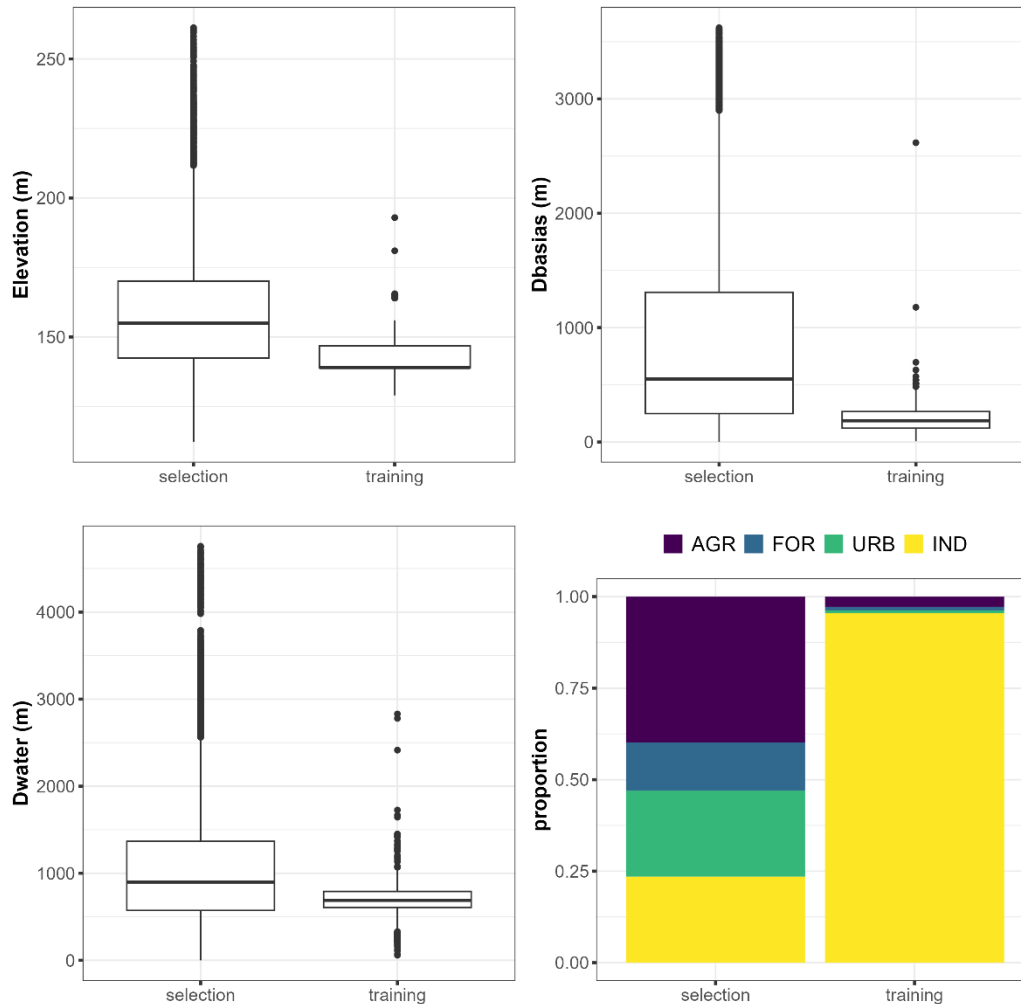 Elevation (m)
250
200
150
selection training
Dbasias (m)
3000
2000
1000
0
selection training
Dwater (m)
4000
3000
2000
1000
0
selection training
AGR FOR URB IND
proportion
1.00
0.75
0.50
0.25
0.00
selection training